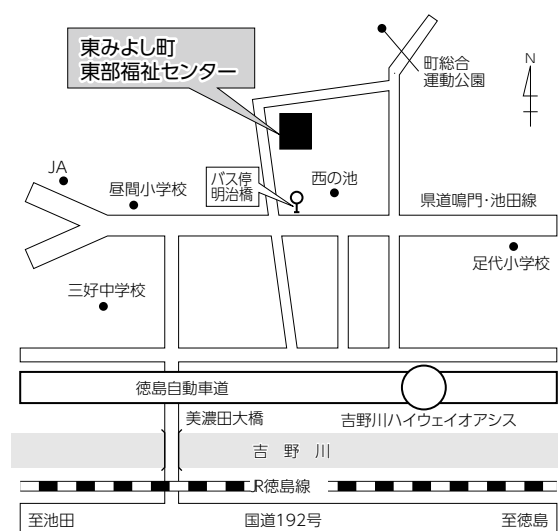 東みよし町
東部福祉センター
町総合
運動公園
N
JA
昼間小学校
バス停
明治橋
西の池
県道鳴門・池田線
足代小学校
三好中学校
徳島自動車道
美濃田大橋
吉野川ハイウェイオアシス
吉野川
JR徳島線
至池田
国道192号
至徳島